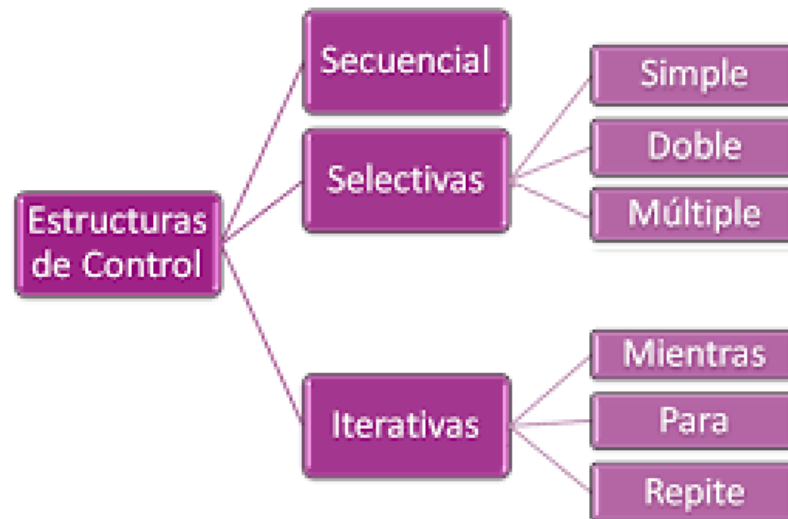 Estructuras
de Control
Secuencial
Selectivas
Simple
Doble
Múltiple
Iterativas
Mientras
Para
Repite